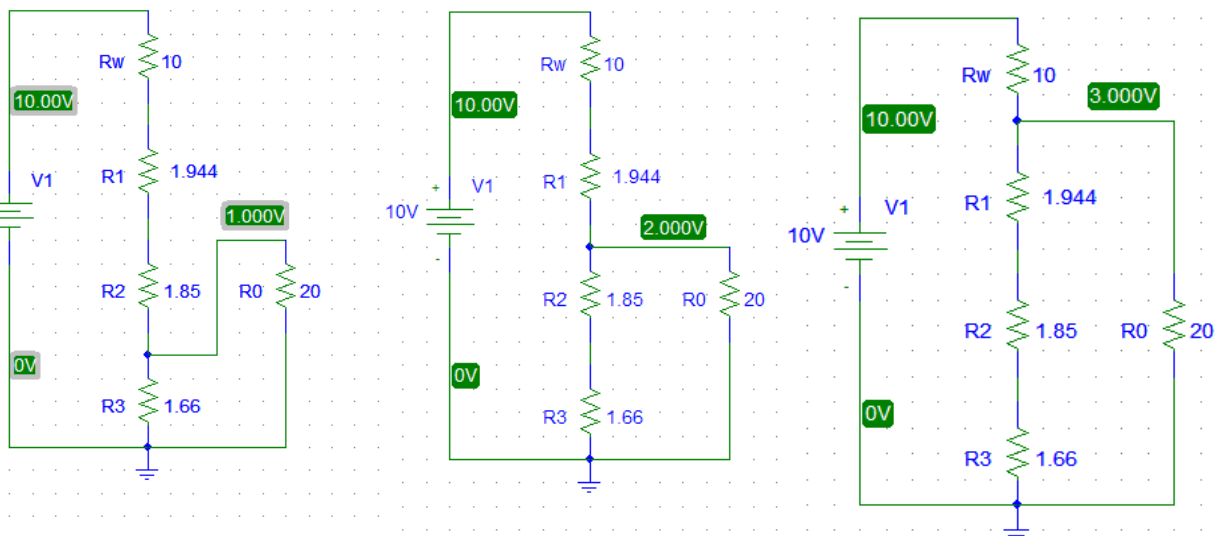 Rw 10
10.00V
V1
R1 1.944
1.000V
R2 1.85
R0 20
0V
R3 1.66
Rw 10
10.00V
+
V1
10V
-
R1 1.944
2.000V
R2 1.85
R0 20
0V
R3 1.66
Rw 10
3.000V
10.00V
+
V1
10V
-
R1 1.944
R2 1.85
R0 20
0V
R3 1.66